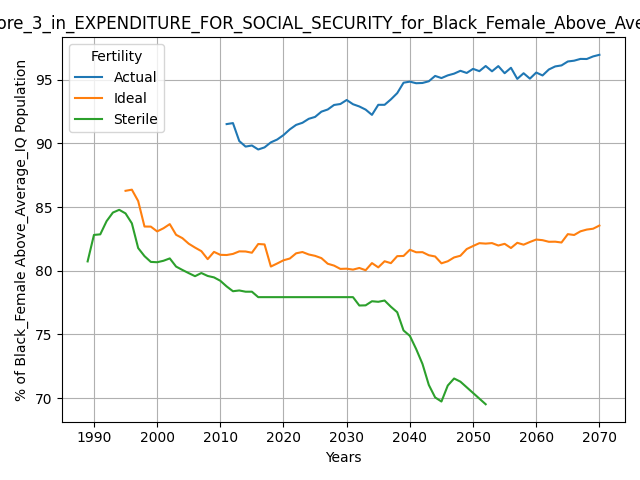 ore_3_in_EXPENDITURE_FOR_SOCIAL_SECURITY_for_Black_Female_Above_Ave
Fertility
Actual
Ideal
Sterile
% of Black_Female Above_Average_IQ Population
95
90
85
80
75
70
1990 2000 2010 2020 2030 2040 2050 2060 2070
Years